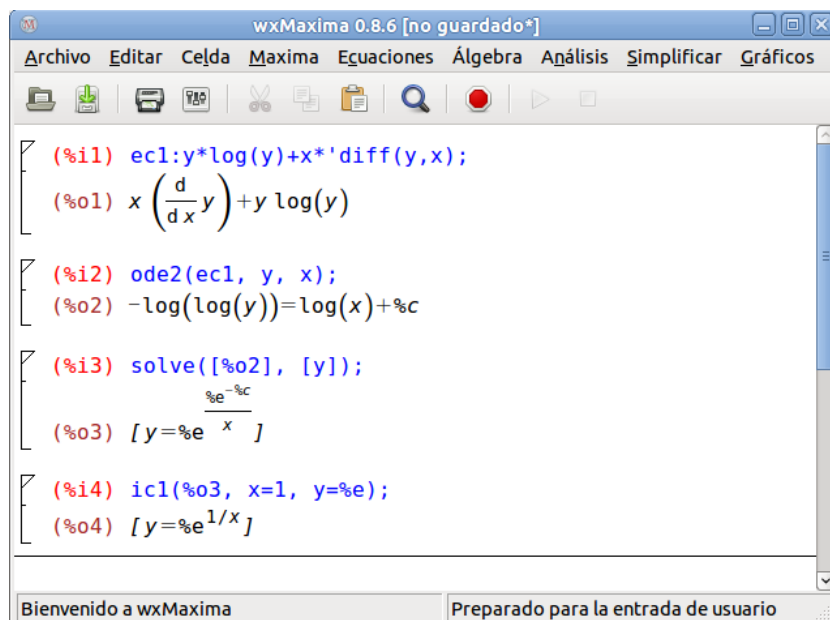 wxMaxima 0.8.6 [no guardado*]
Archivo Editar Celda Maxima Ecuaciones Álgebra Análisis Simplificar Gráficos
(%i1) ec1:y*log(y)+x*'diff(y,x);
(%o1) x (d/dx y)+y log(y)
(%i2) ode2(ec1, y, x);
(%o2) -log(log(y))=log(x)+%c
(%i3) solve([%o2], [y]);
(%o3) [y=%e^(%e^(-%c)/x)]
(%i4) ic1(%o3, x=1, y=%e);
(%o4) [y=%e^(1/x)]
Bienvenido a wxMaxima Preparado para la entrada de usuario